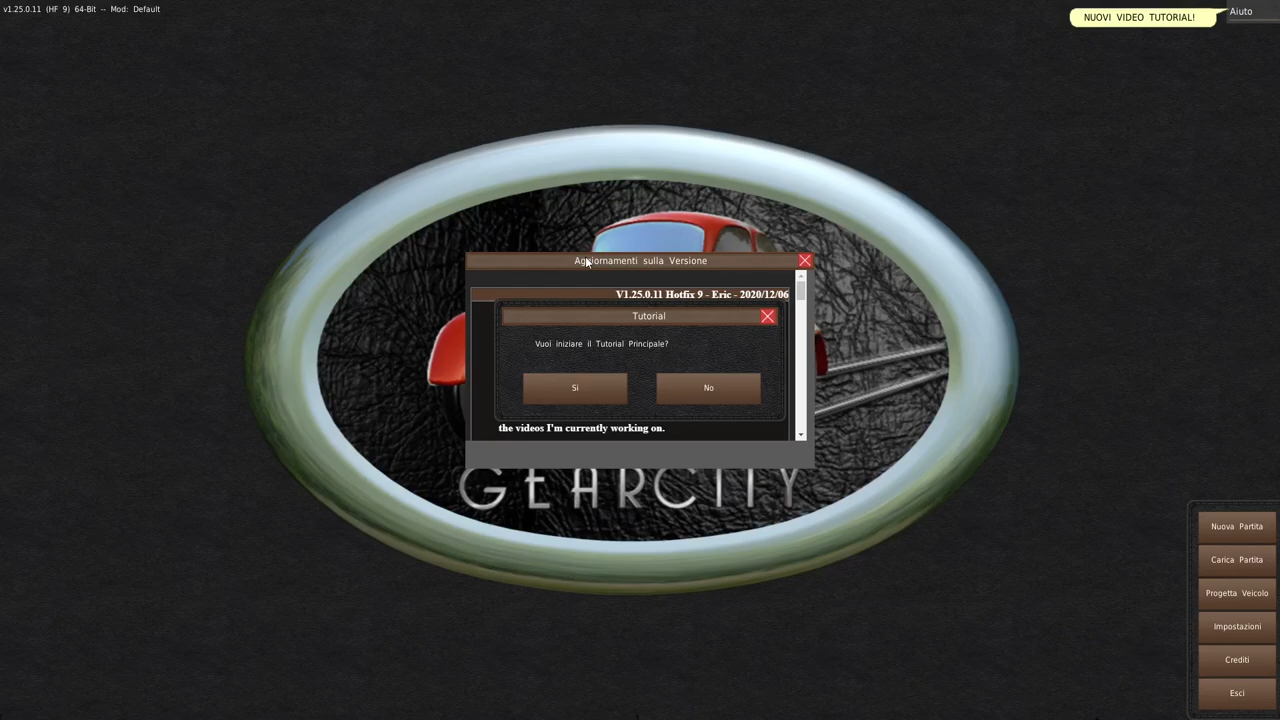 v1.25.0.11 (HF 9) 64-Bit -- Mod: Default
NUOVI VIDEO TUTORIAL!
Aiuto
Aggiornamenti sulla Versione
V1.25.0.11 Hotfix 9 - Eric - 2020/12/06
Tutorial
Vuoi iniziare il Tutorial Principale?
Si
No
the videos I'm currently working on.
GEARCITY
Nuova Partita
Carica Partita
Progetta Veicolo
Impostazioni
Crediti
Esci